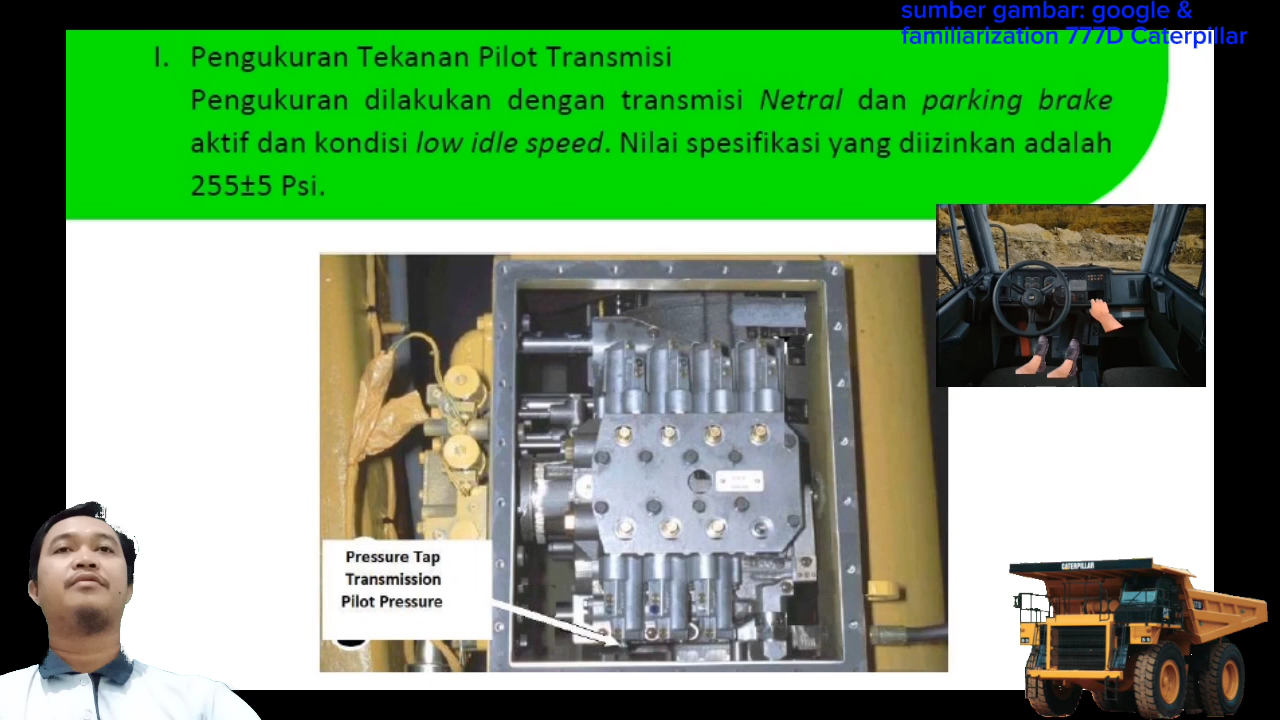 sumber gambar: google &
familiarization 777D Caterpillar
I. Pengukuran Tekanan Pilot Transmisi
Pengukuran dilakukan dengan transmisi Netral dan parking brake
aktif dan kondisi low idle speed. Nilai spesifikasi yang diizinkan adalah
255±5 Psi.
Pressure Tap
Transmission
Pilot Pressure
CATERPILLAR